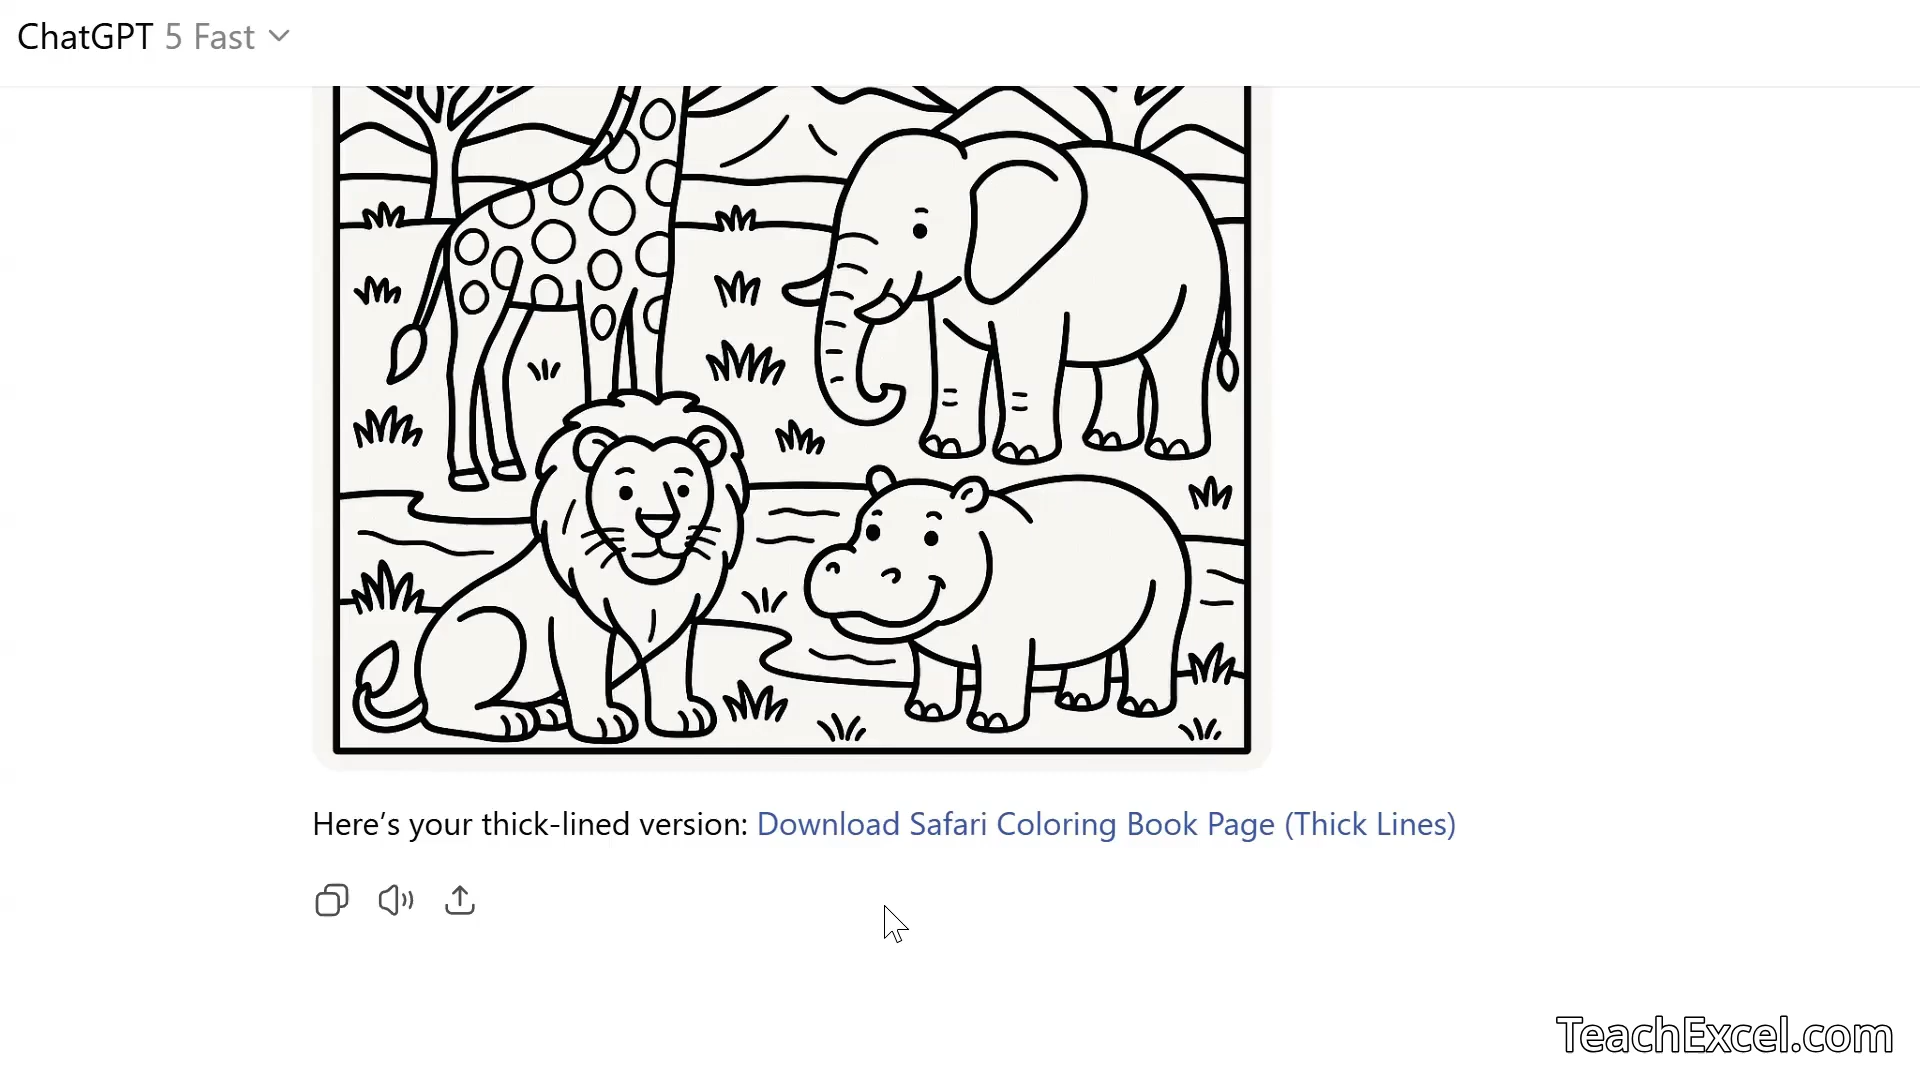 ChatGPT 5 Fast
Here’s your thick-lined version: Download Safari Coloring Book Page (Thick Lines)
TeachExcel.com